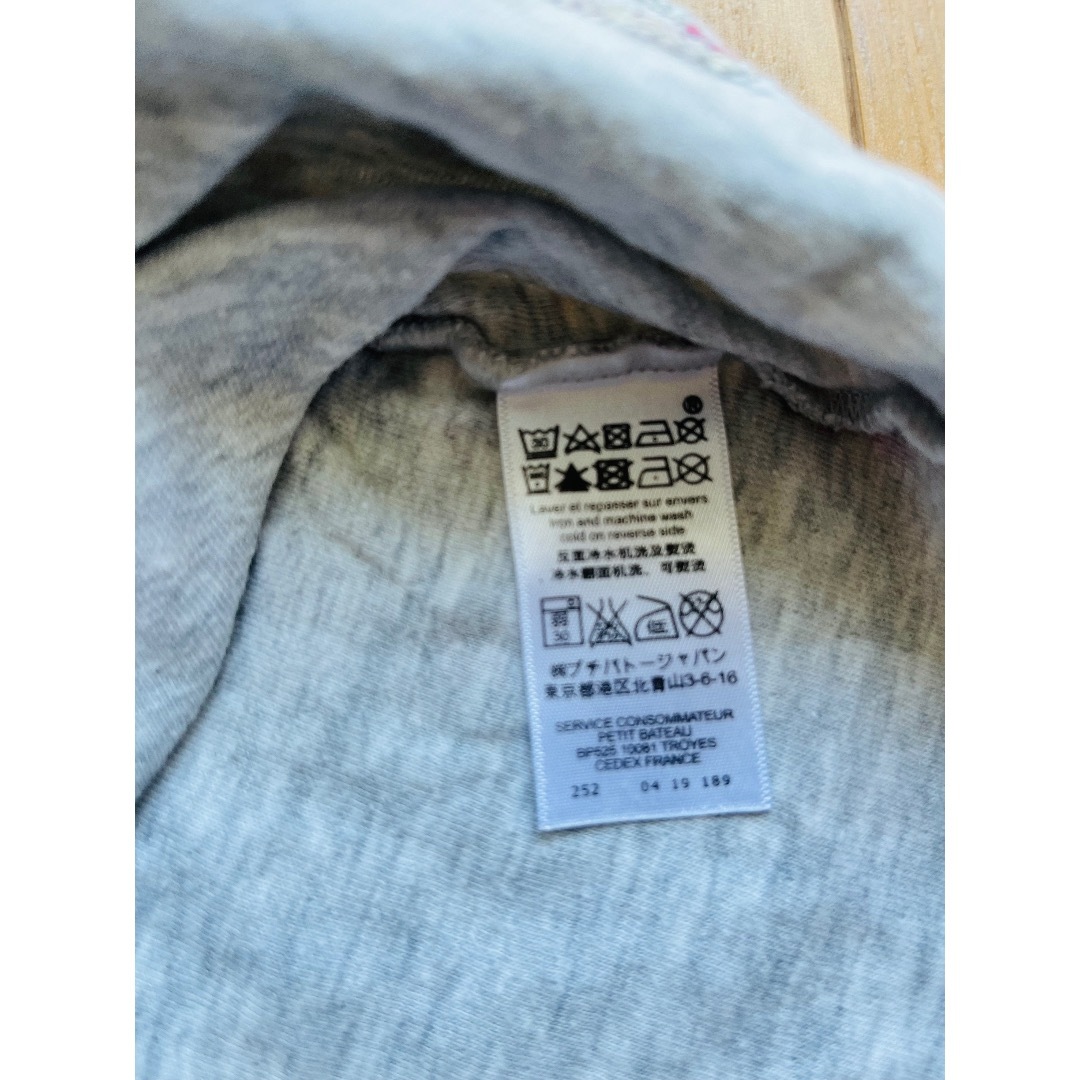 ®
30
Laver et repasser sur envers
Iron and machine wash
cold on reverse side
反面冷水机洗及熨烫
冷水翻面机洗、可熨烫
30
低
㈱プチバトージャパン
東京都港区北青山3-6-16
SERVICE CONSOMMATEUR
PETIT BATEAU
BP525 10081 TROYES
CEDEX FRANCE
252 04 19 189